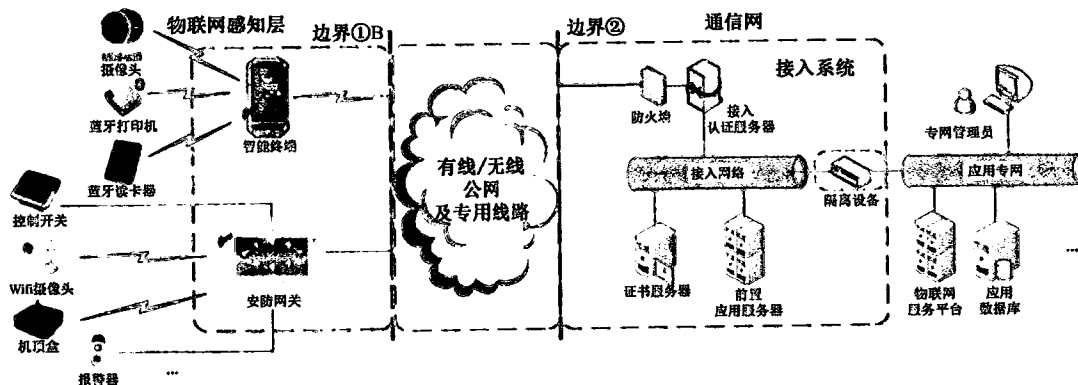 物联网感知层
边界①B
边界②
通信网
摄像头
蓝牙打印机
智能终端
蓝牙读卡器
控制开关
Wifi摄像头
安防网关
机顶盒
报警器
...
有线/无线
公网
及专用线路
接入系统
防火墙
接入
认证服务器
专网管理员
接入网络
隔离设备
应用专网
证书服务器
前置
应用服务器
物联网
服务平台
应用
数据库
...